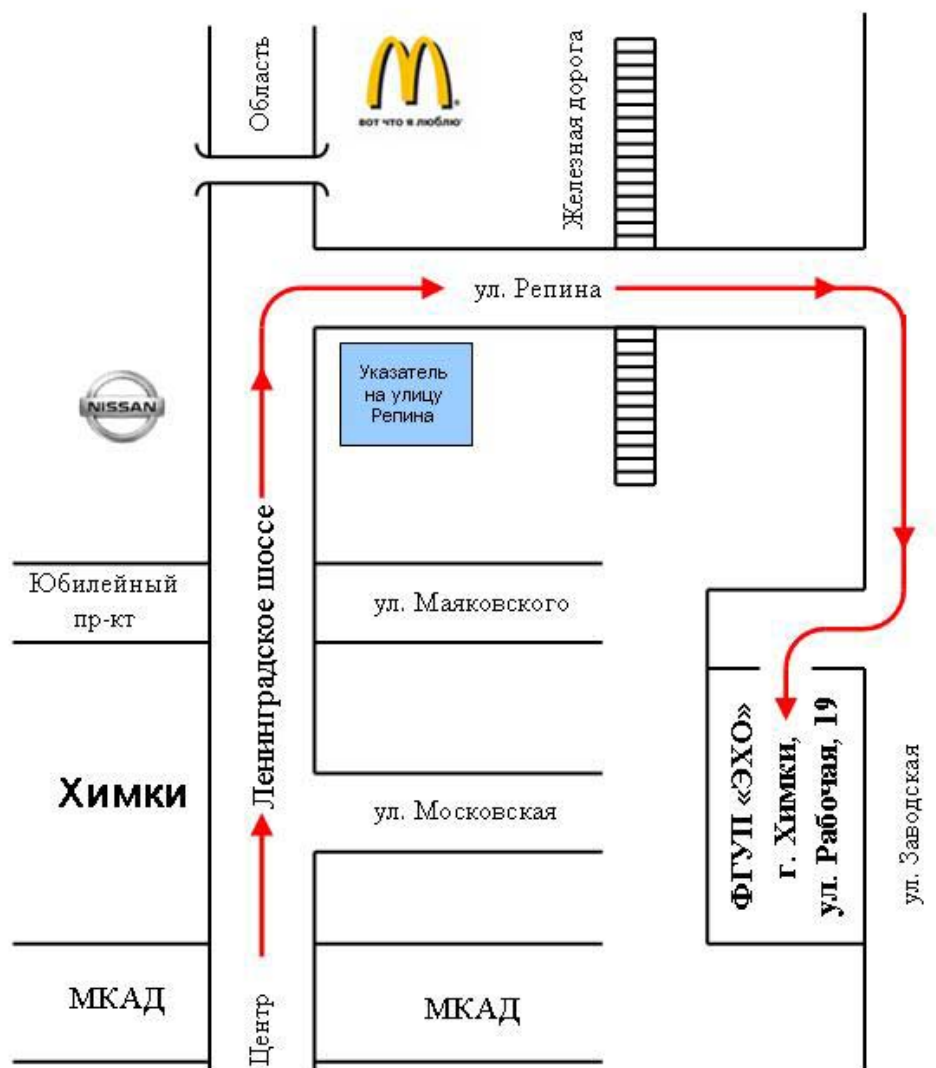 Область
вот что я люблю
Железная дорога
ул. Репина
NISSAN
Указатель
на улицу
Репина
Ленинградское шоссе
Юбилейный
пр-кт
ул. Маяковского
Химки
ул. Московская
ФГУП «ЭХО»
г. Химки,
ул. Рабочая, 19
ул. Заводская
МКАД
Центр
МКАД